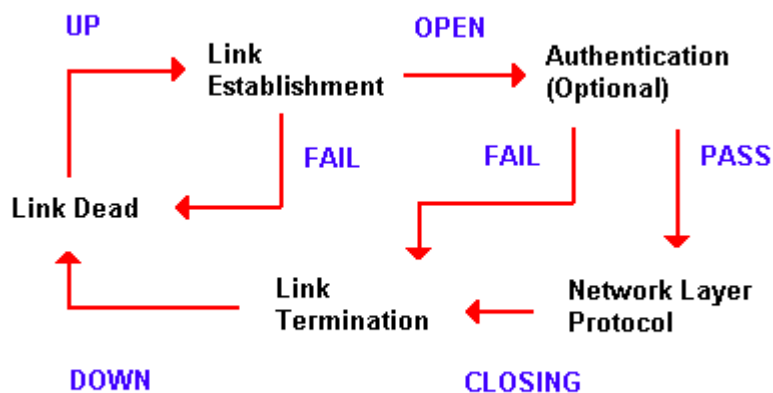 UP
OPEN
Link
Establishment
Authentication
(Optional)
FAIL
FAIL
PASS
Link Dead
Link
Termination
Network Layer
Protocol
DOWN
CLOSING